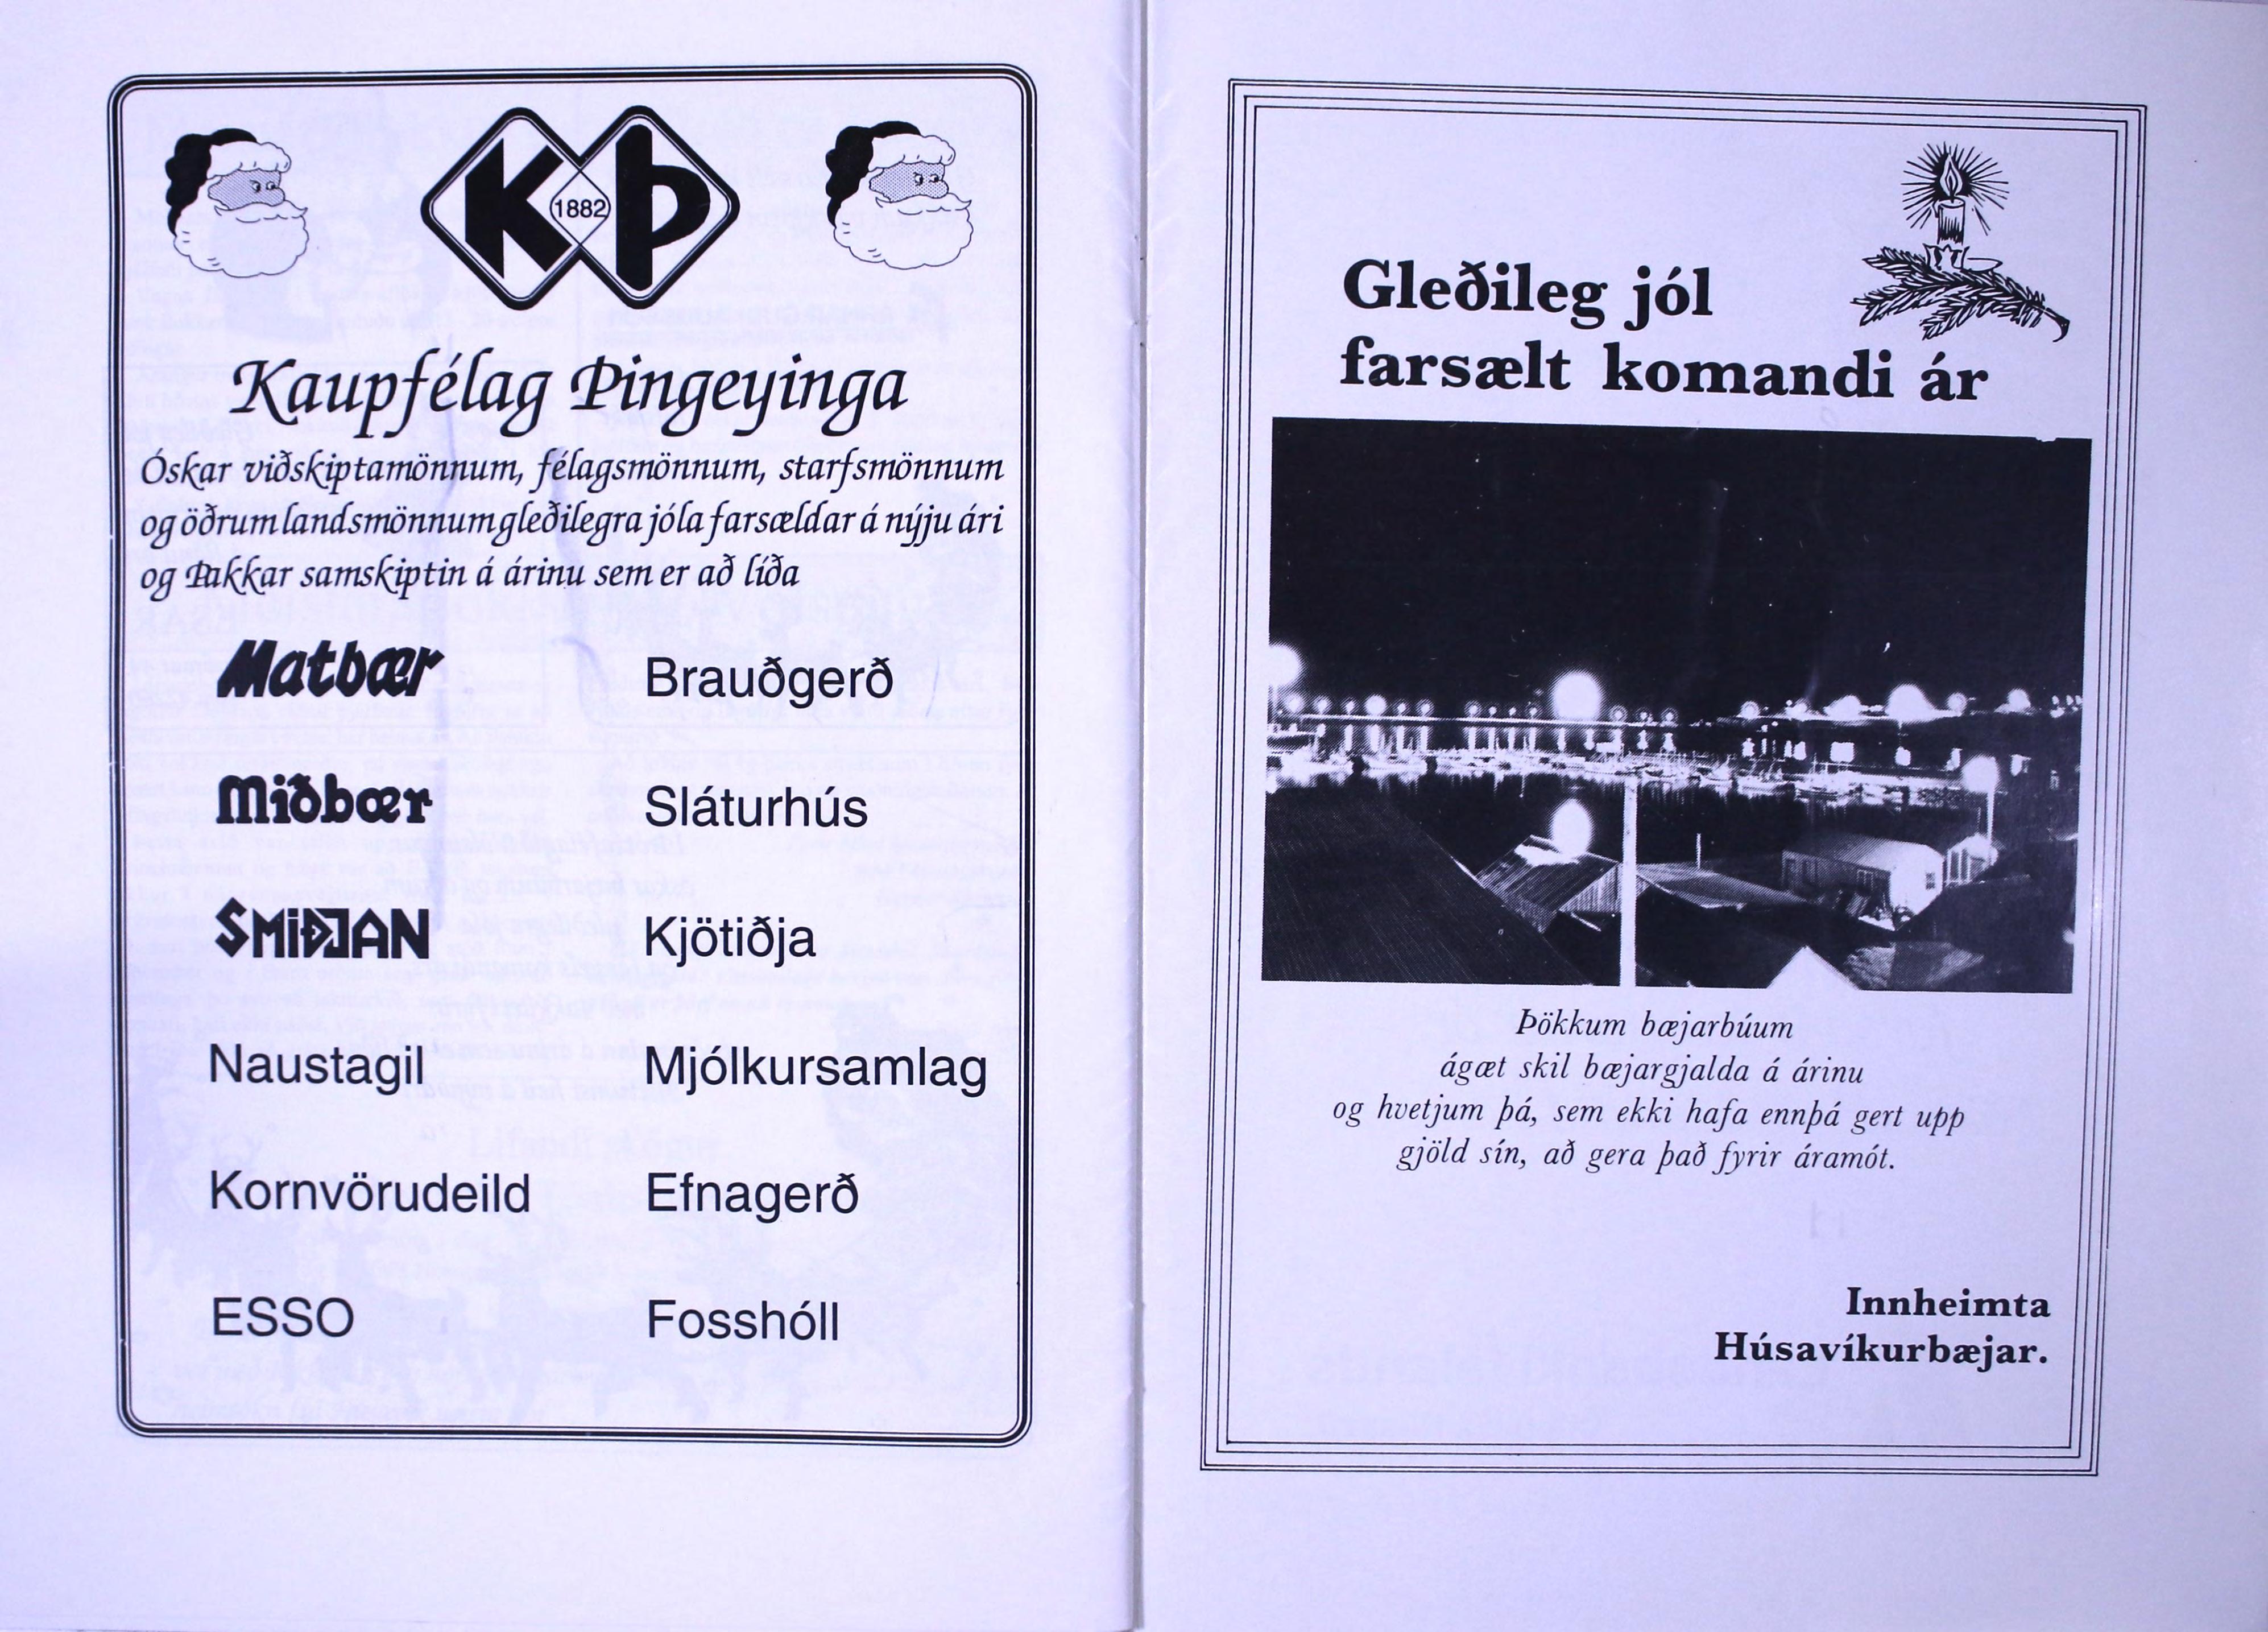 K Þ
1882
Kaupfélag Þingeyinga
Óskar viðskiptamönnum, félagsmönnum, starfsmönnum
og öðrum landsmönnum gleðilegra jóla farsældar á nýju ári
og Þakkar samskiptin á árinu sem er að líða
Matbær
Brauðgerð
Miðbær
Sláturhús
SMiÐJAN
Kjötiðja
Naustagil
Mjólkursamlag
Kornvörudeild
Efnagerð
ESSO
Fosshóll
Gleðileg jól
farsælt komandi ár
Þökkum bæjarbúum
ágæt skil bæjargjalda á árinu
og hvetjum þá, sem ekki hafa ennþá gert upp
gjöld sín, að gera það fyrir áramót.
Innheimta
Húsavíkurbæjar.